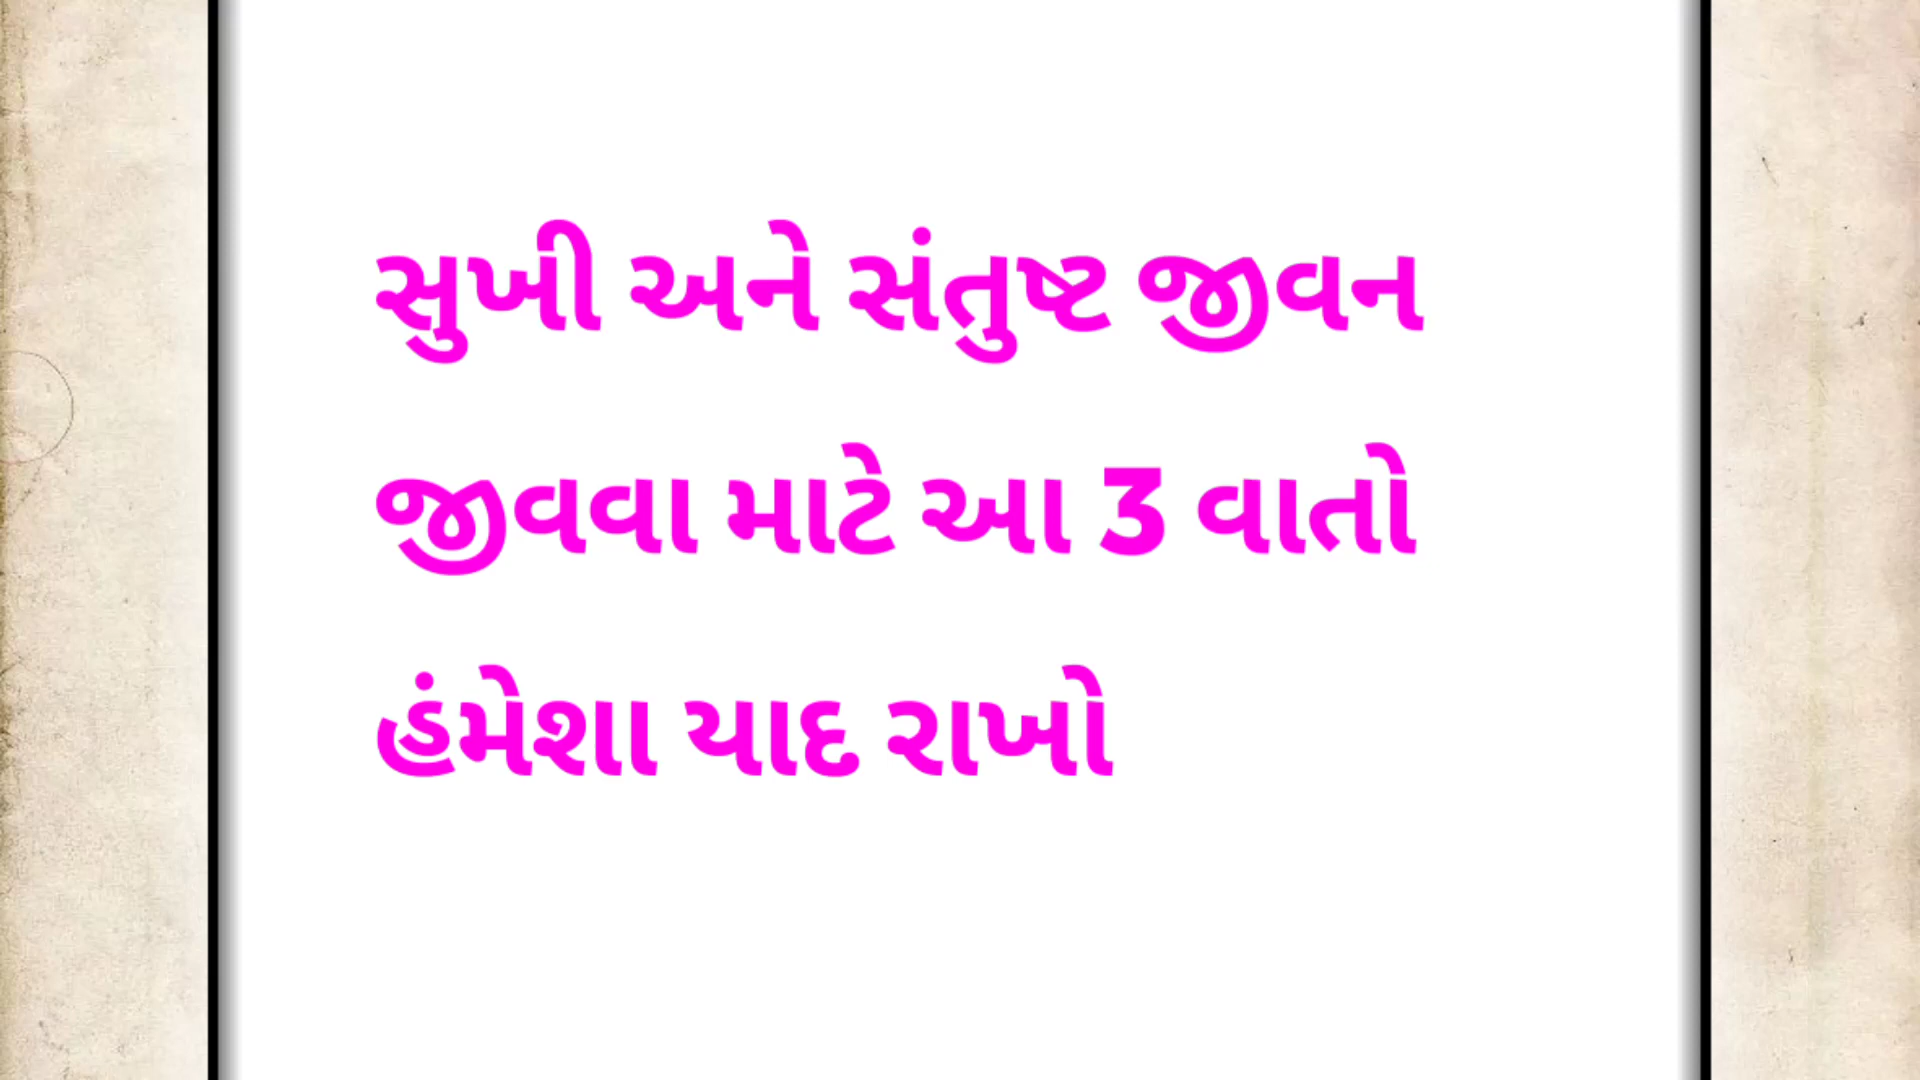 સુખી અને સંતુષ્ટ જીવન
જીવવા માટે આ 3 વાતો
હંમેશા યાદ રાખો